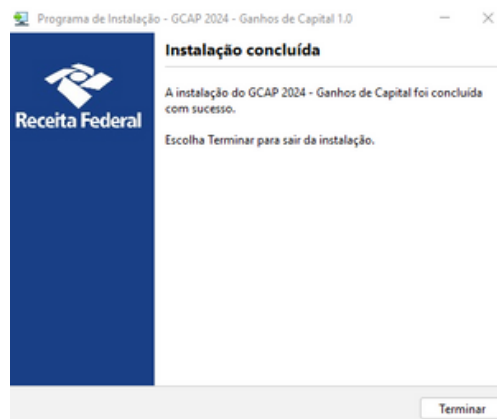 Programa de Instalação - GCAP 2024 - Ganhos de Capital 1.0
Instalação concluída
Receita Federal
A instalação do GCAP 2024 - Ganhos de Capital foi concluída
com sucesso.
Escolha Terminar para sair da instalação.
Terminar